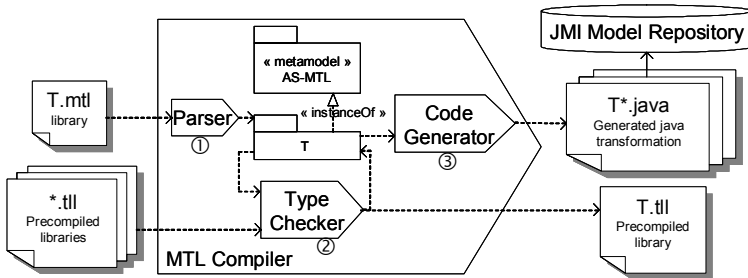 JMI Model Repository
« metamodel »
AS-MTL
T.mtl
library
« instanceOf »
Parser
①
Code
Generator
③
T*.java
Generated java
transformation
T
*.tll
Precompiled
libraries
Type
Checker
②
T.tll
Precompiled
library
MTL Compiler